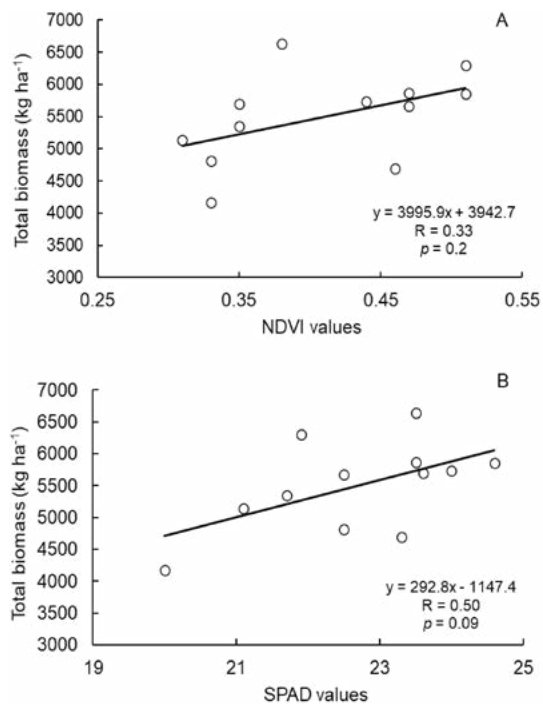 A
Total biomass (kg ha⁻¹)
7000
6500
6000
5500
5000
4500
4000
3500
3000
y = 3995.9x + 3942.7
R = 0.33
p = 0.2
0.25
0.35
0.45
0.55
NDVI values
B
Total biomass (kg ha⁻¹)
7000
6500
6000
5500
5000
4500
4000
3500
3000
y = 292.8x - 1147.4
R = 0.50
p = 0.09
19
21
23
25
SPAD values